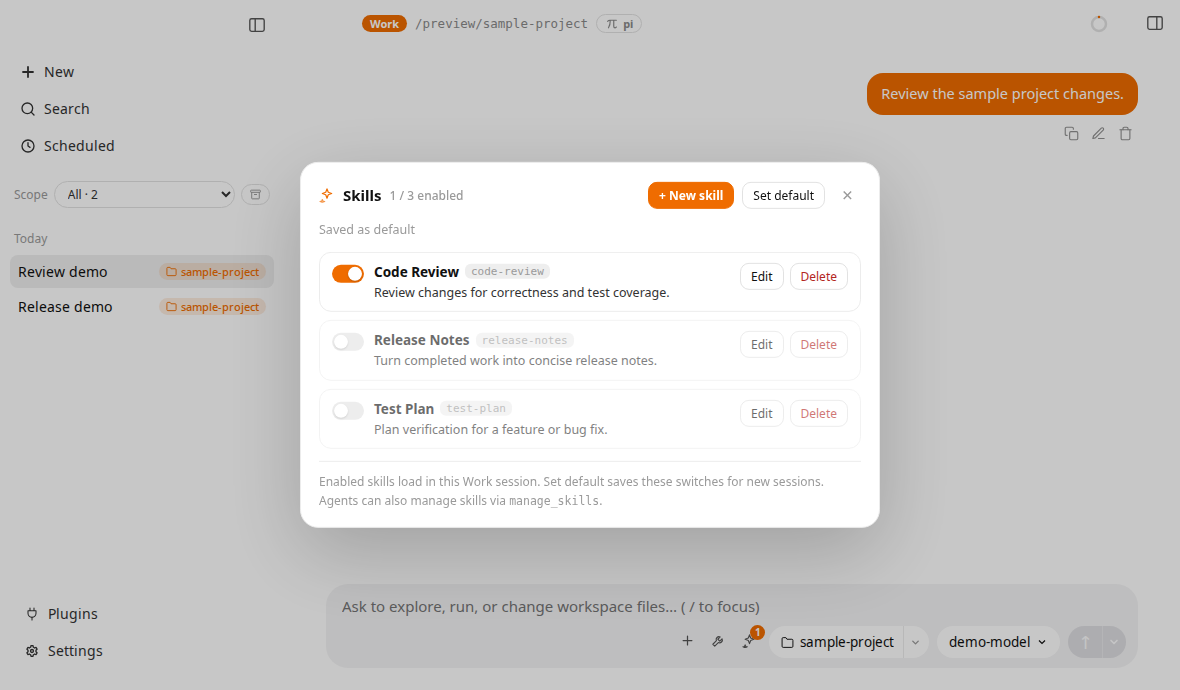 Work /preview/sample-project π pi
New
Search
Scheduled
Scope All · 2
Today
Review demo sample-project
Release demo sample-project
Plugins
Settings
Review the sample project changes.
Skills 1 / 3 enabled + New skill Set default ×
Saved as default
Code Review code-review Edit Delete
Review changes for correctness and test coverage.
Release Notes release-notes Edit Delete
Turn completed work into concise release notes.
Test Plan test-plan Edit Delete
Plan verification for a feature or bug fix.
Enabled skills load in this Work session. Set default saves these switches for new sessions.
Agents can also manage skills via manage_skills.
Ask to explore, run, or change workspace files... ( / to focus)
1
sample-project demo-model